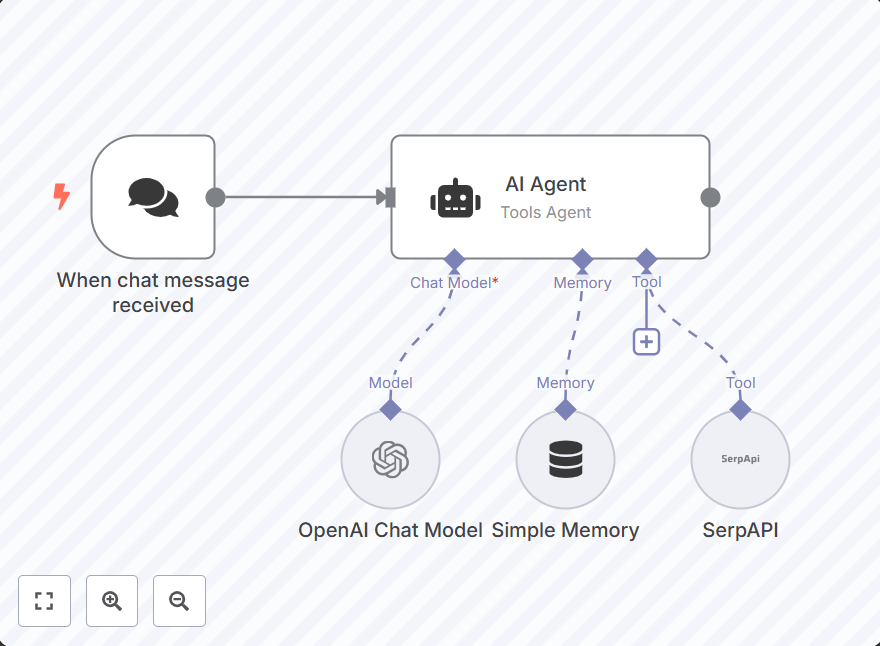 AI Agent
Tools Agent
When chat message
received
Chat Model*
Memory
Tool
Model
Memory
Tool
SerpApi
OpenAI Chat Model
Simple Memory
SerpAPI